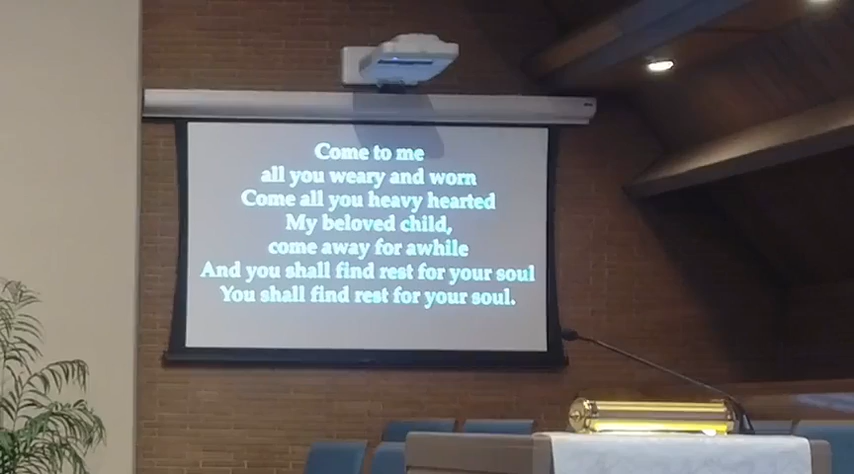 Come to me
all you weary and worn
Come all you heavy hearted
My beloved child,
come away for awhile
And you shall find rest for your soul
You shall find rest for your soul.